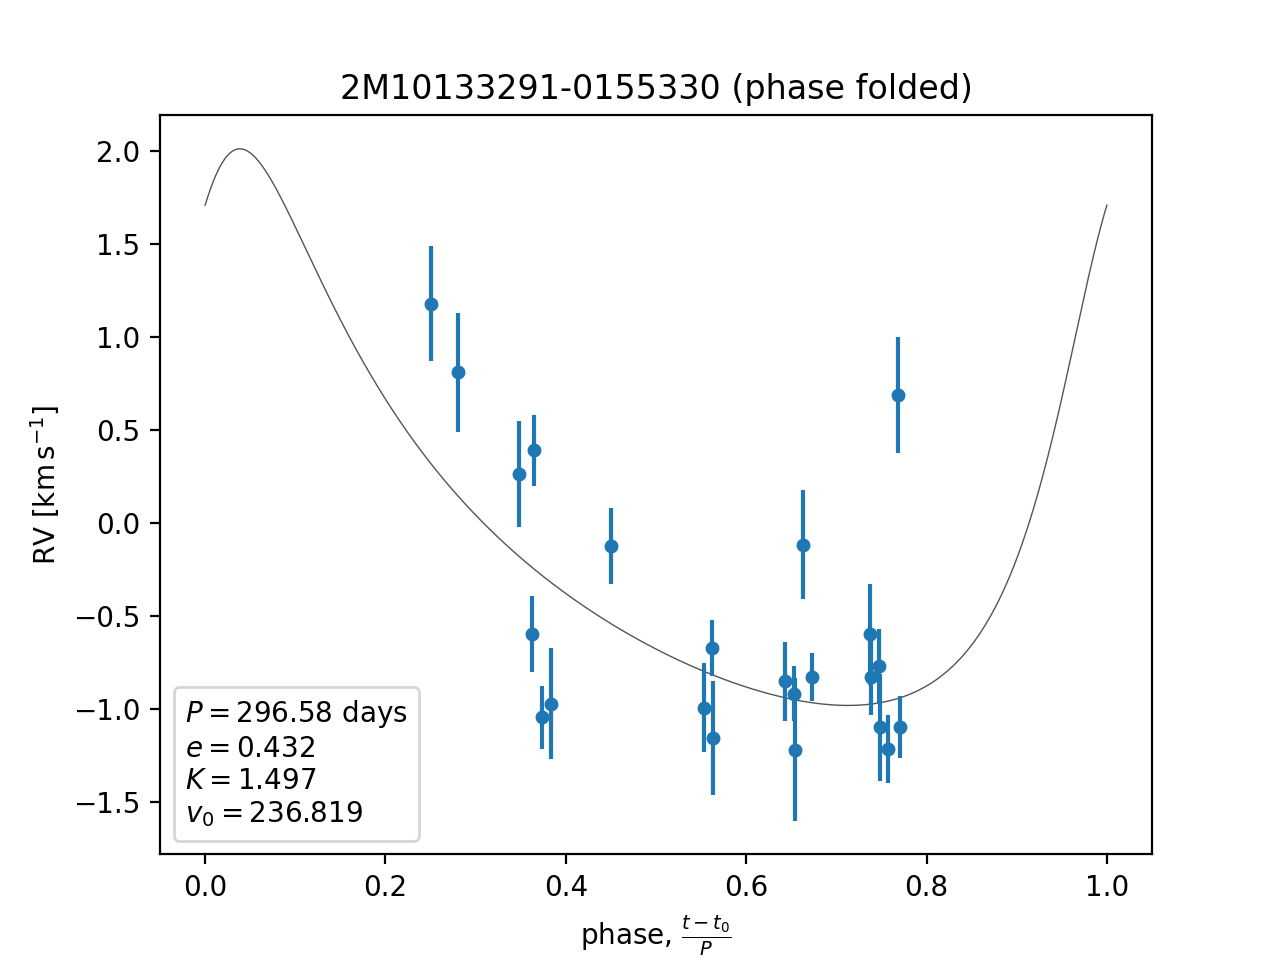 2M10133291-0155330 (phase folded)
2.0
1.5
1.0
0.5
0.0
−0.5
−1.0
−1.5
RV [km s⁻¹]
P = 296.58 days
e = 0.432
K = 1.497
v₀ = 236.819
0.0 0.2 0.4 0.6 0.8 1.0
phase, (t − t₀)/P